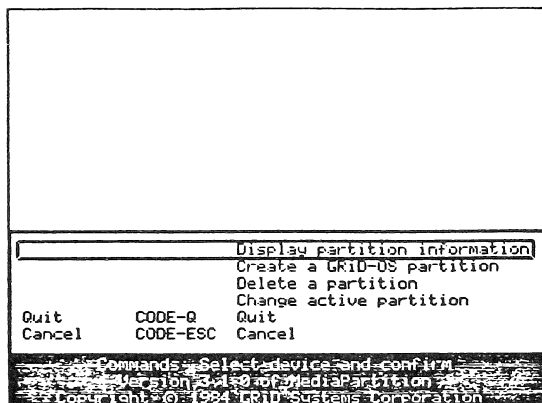 Display partition information
Create a GRiD-OS partition
Delete a partition
Change active partition
Quit CODE-Q Quit
Cancel CODE-ESC Cancel
Commands: Select device and confirm
Version 3.1.0 of MediaPartition
Copyright © 1984 GRiD Systems Corporation